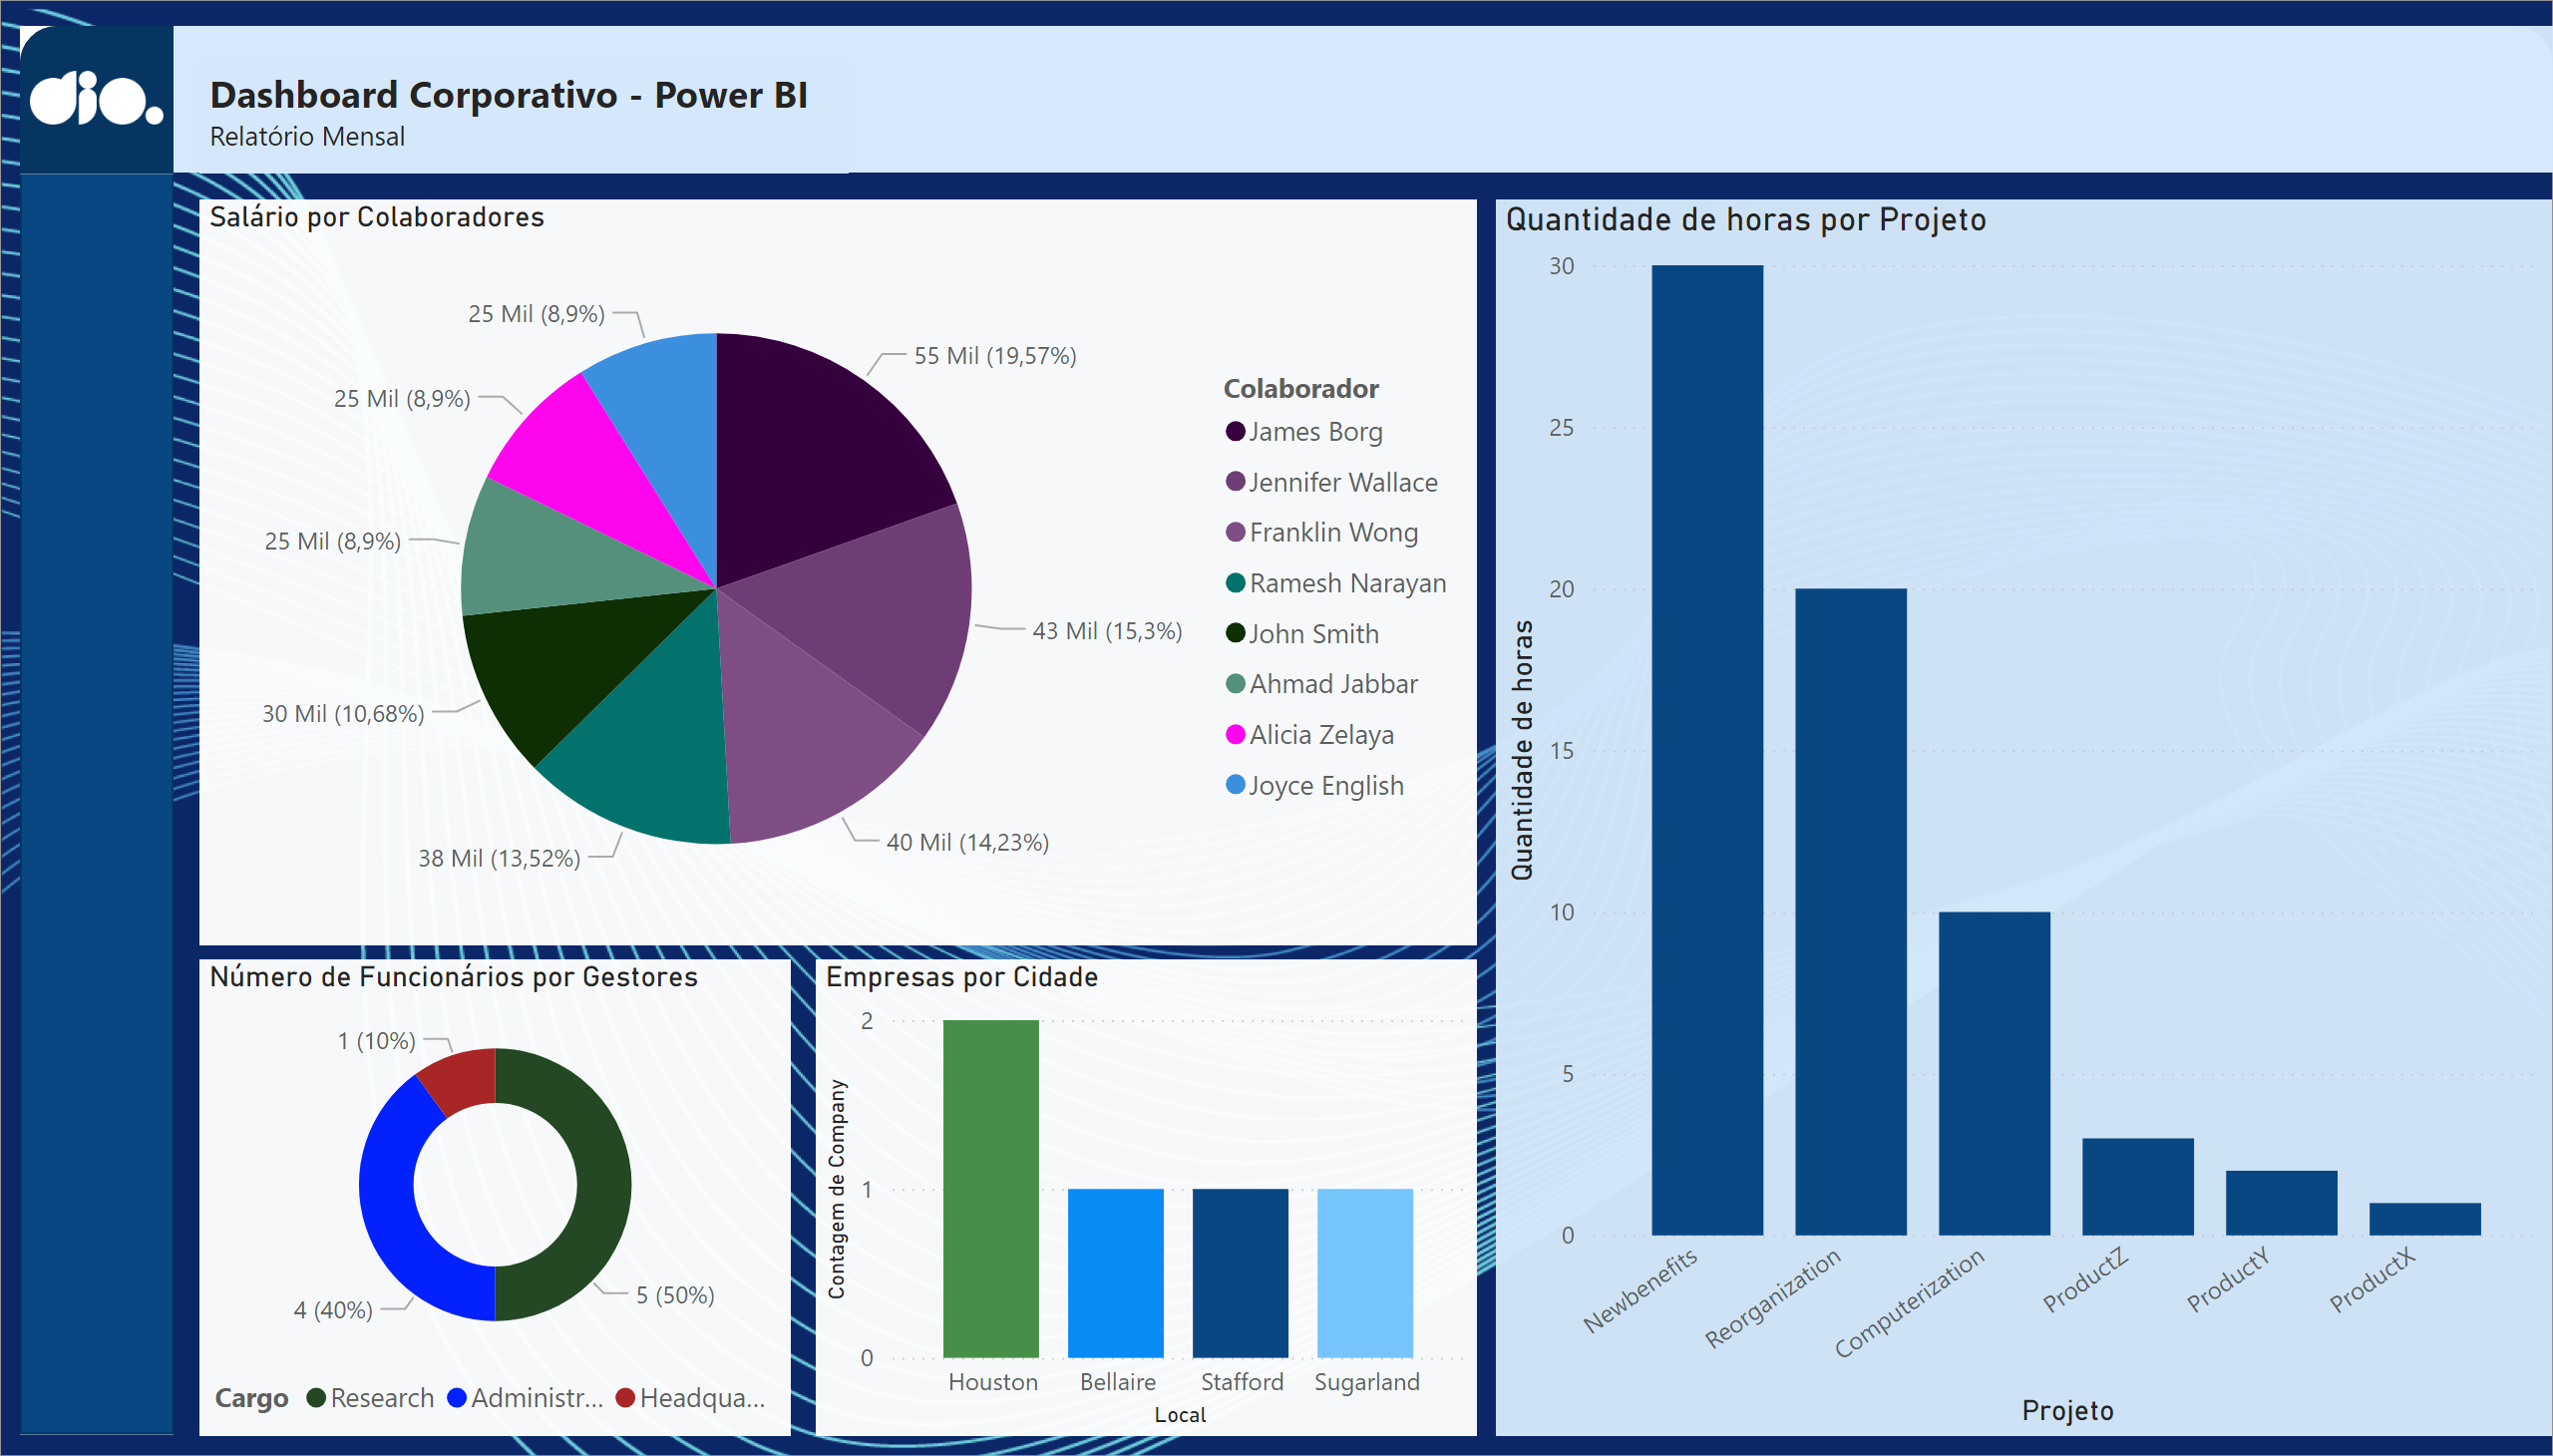 dio.
Dashboard Corporativo - Power BI
Relatório Mensal
Salário por Colaboradores
25 Mil (8,9%)
55 Mil (19,57%)
25 Mil (8,9%)
25 Mil (8,9%)
43 Mil (15,3%)
30 Mil (10,68%)
40 Mil (14,23%)
38 Mil (13,52%)
Colaborador
James Borg
Jennifer Wallace
Franklin Wong
Ramesh Narayan
John Smith
Ahmad Jabbar
Alicia Zelaya
Joyce English
Número de Funcionários por Gestores
1 (10%)
4 (40%)
5 (50%)
Cargo Research Administr... Headqua...
Empresas por Cidade
Contagem de Company
2
1
0
Houston Bellaire Stafford Sugarland
Local
Quantidade de horas por Projeto
Quantidade de horas
30
25
20
15
10
5
0
Newbenefits
Reorganization
Computerization
ProductZ
ProductY
ProductX
Projeto